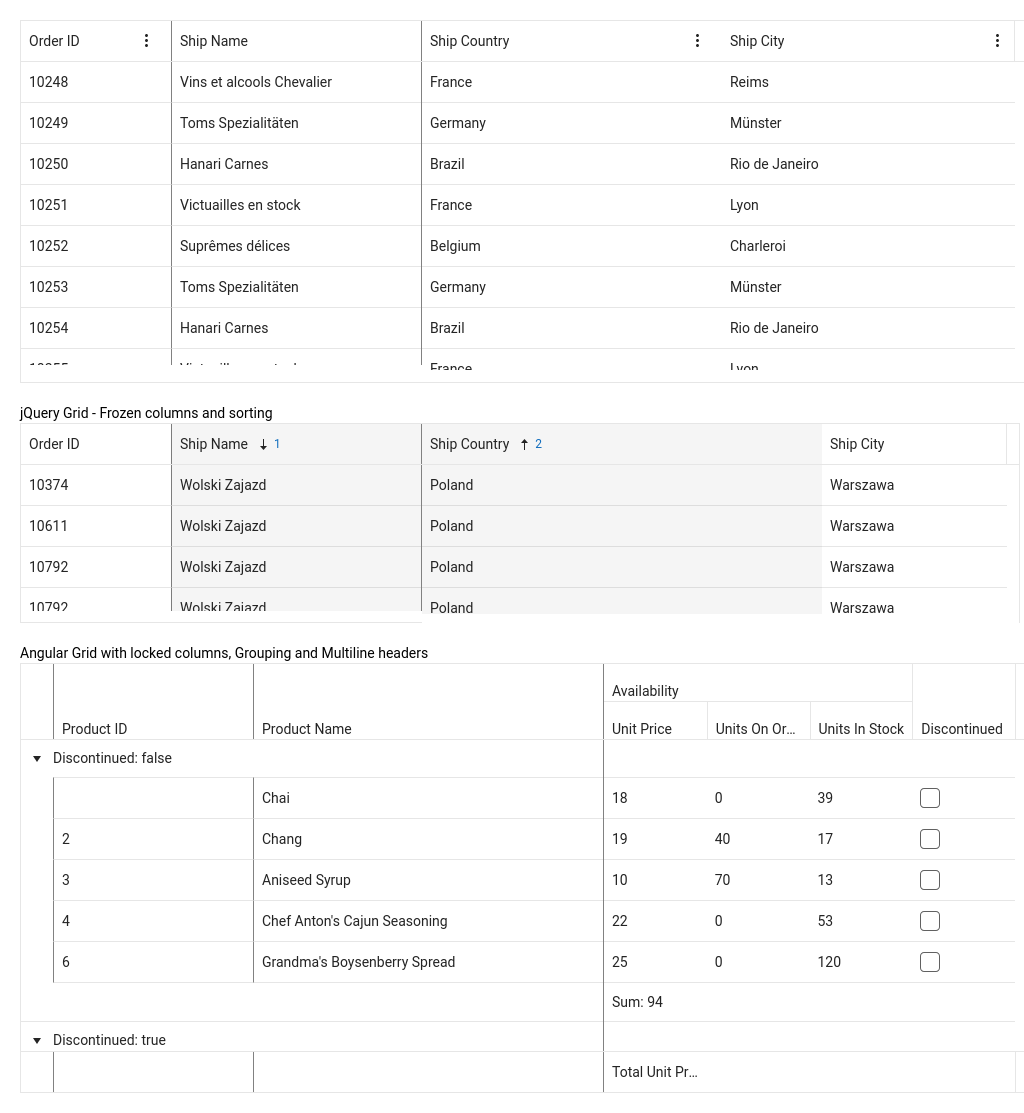 Order ID Ship Name Ship Country Ship City
10248 Vins et alcools Chevalier France Reims
10249 Toms Spezialitäten Germany Münster
10250 Hanari Carnes Brazil Rio de Janeiro
10251 Victuailles en stock France Lyon
10252 Suprêmes délices Belgium Charleroi
10253 Toms Spezialitäten Germany Münster
10254 Hanari Carnes Brazil Rio de Janeiro
France Lyon
jQuery Grid - Frozen columns and sorting
Order ID Ship Name 1 Ship Country 2 Ship City
10374 Wolski Zajazd Poland Warszawa
10611 Wolski Zajazd Poland Warszawa
10792 Wolski Zajazd Poland Warszawa
10792 Wolski Zajazd Poland Warszawa
Angular Grid with locked columns, Grouping and Multiline headers
Availability
Product ID Product Name Unit Price Units On Or... Units In Stock Discontinued
Discontinued: false
Chai 18 0 39
2 Chang 19 40 17
3 Aniseed Syrup 10 70 13
4 Chef Anton's Cajun Seasoning 22 0 53
6 Grandma's Boysenberry Spread 25 0 120
Sum: 94
Discontinued: true
Total Unit Pr...